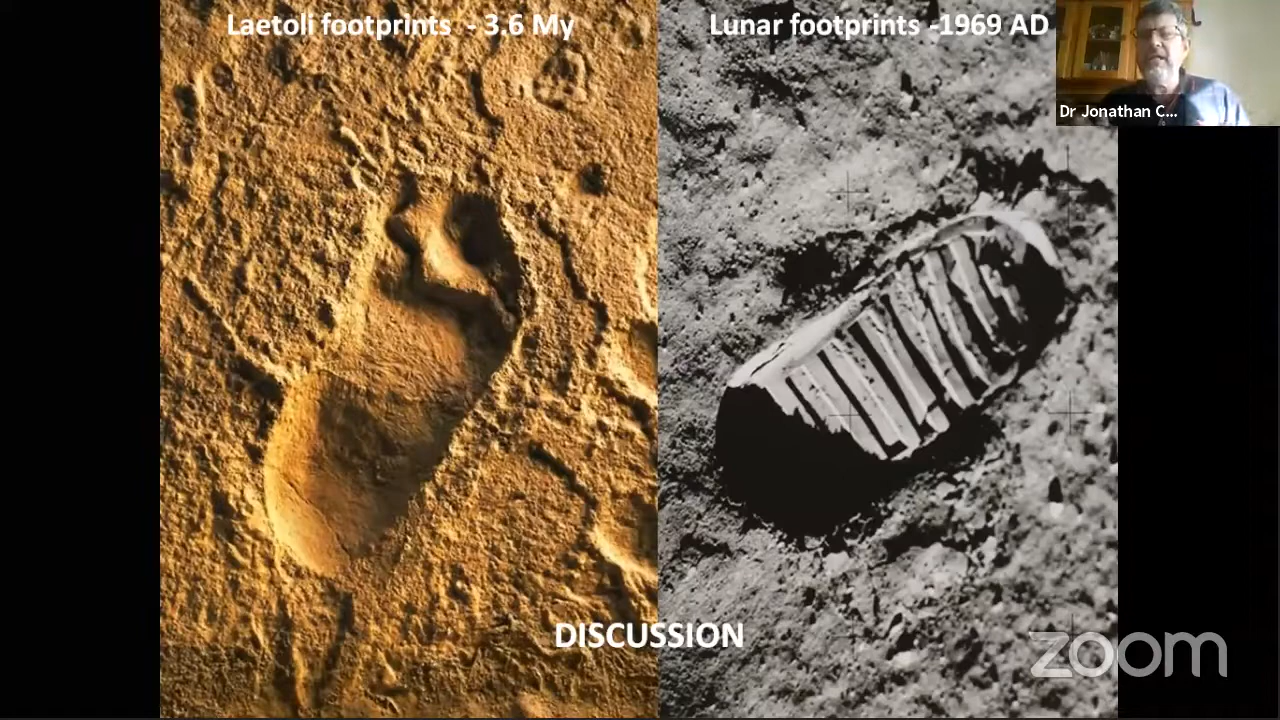 Laetoli footprints - 3.6 My
Lunar footprints -1969 AD
Dr Jonathan C...
DISCUSSION
zoom